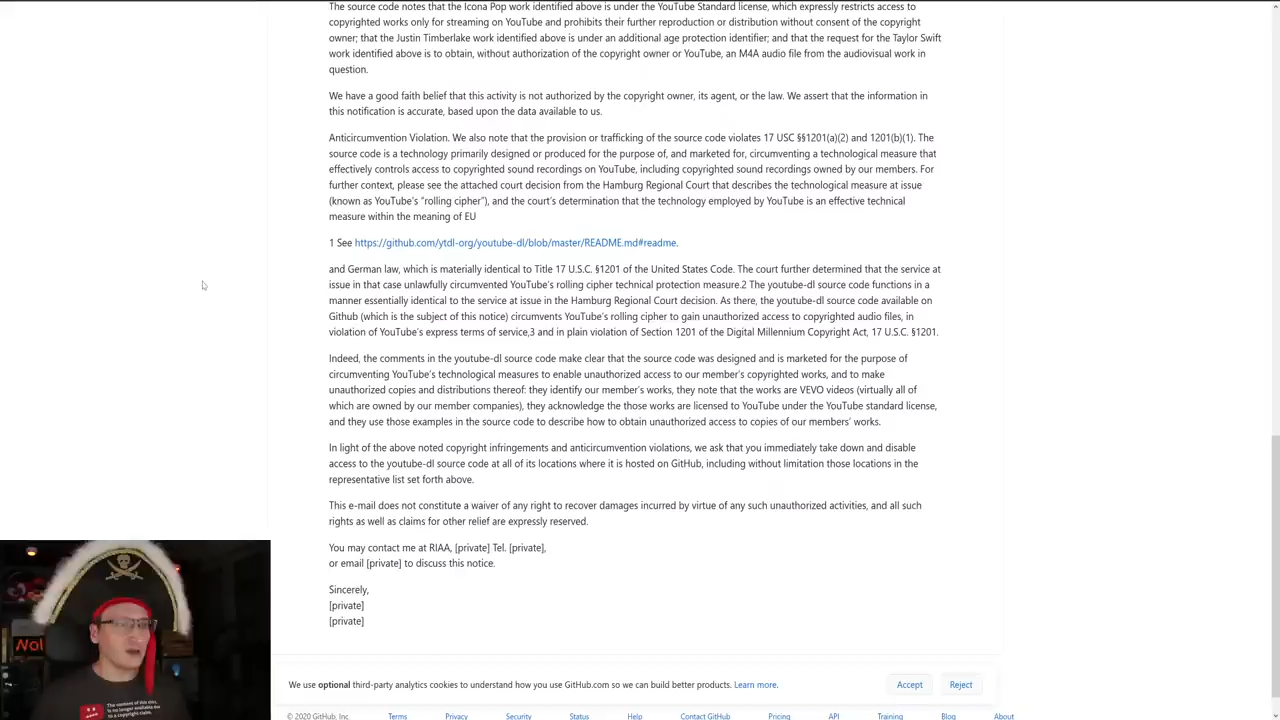 The source code notes that the Icona Pop work identified above is under the YouTube Standard license, which expressly restricts access to
copyrighted works only for streaming on YouTube and prohibits their further reproduction or distribution without consent of the copyright
owner; that the Justin Timberlake work identified above is under an additional age protection identifier; and that the request for the Taylor Swift
work identified above is to obtain, without authorization of the copyright owner or YouTube, an M4A audio file from the audiovisual work in
question.
We have a good faith belief that this activity is not authorized by the copyright owner, its agent, or the law. We assert that the information in
this notification is accurate, based upon the data available to us.
Anticircumvention Violation. We also note that the provision or trafficking of the source code violates 17 USC §§1201(a)(2) and 1201(b)(1). The
source code is a technology primarily designed or produced for the purpose of, and marketed for, circumventing a technological measure that
effectively controls access to copyrighted sound recordings on YouTube, including copyrighted sound recordings owned by our members. For
further context, please see the attached court decision from the Hamburg Regional Court that describes the technological measure at issue
(known as YouTube's "rolling cipher"), and the court's determination that the technology employed by YouTube is an effective technical
measure within the meaning of EU
1 See https://github.com/ytdl-org/youtube-dl/blob/master/README.md#readme.
and German law, which is materially identical to Title 17 U.S.C. §1201 of the United States Code. The court further determined that the service at
issue in that case unlawfully circumvented YouTube's rolling cipher technical protection measure.2 The youtube-dl source code functions in a
manner essentially identical to the service at issue in the Hamburg Regional Court decision. As there, the youtube-dl source code available on
Github (which is the subject of this notice) circumvents YouTube's rolling cipher to gain unauthorized access to copyrighted audio files, in
violation of YouTube's express terms of service,3 and in plain violation of Section 1201 of the Digital Millennium Copyright Act, 17 U.S.C. §1201.
Indeed, the comments in the youtube-dl source code make clear that the source code was designed and is marketed for the purpose of
circumventing YouTube's technological measures to enable unauthorized access to our member's copyrighted works, and to make
unauthorized copies and distributions thereof: they identify our member's works, they note that the works are VEVO videos (virtually all of
which are owned by our member companies), they acknowledge the those works are licensed to YouTube under the YouTube standard license,
and they use those examples in the source code to describe how to obtain unauthorized access to copies of our members' works.
In light of the above noted copyright infringements and anticircumvention violations, we ask that you immediately take down and disable
access to the youtube-dl source code at all of its locations where it is hosted on GitHub, including without limitation those locations in the
representative list set forth above.
This e-mail does not constitute a waiver of any right to recover damages incurred by virtue of any such unauthorized activities, and all such
rights as well as claims for other relief are expressly reserved.
You may contact me at RIAA, [private] Tel. [private],
or email [private] to discuss this notice.
Sincerely,
[private]
[private]
We use optional third-party analytics cookies to understand how you use GitHub.com so we can build better products. Learn more.
Accept
Reject
© 2020 GitHub, Inc.
Terms
Privacy
Security
Status
Help
Contact GitHub
Pricing
API
Training
Blog
About